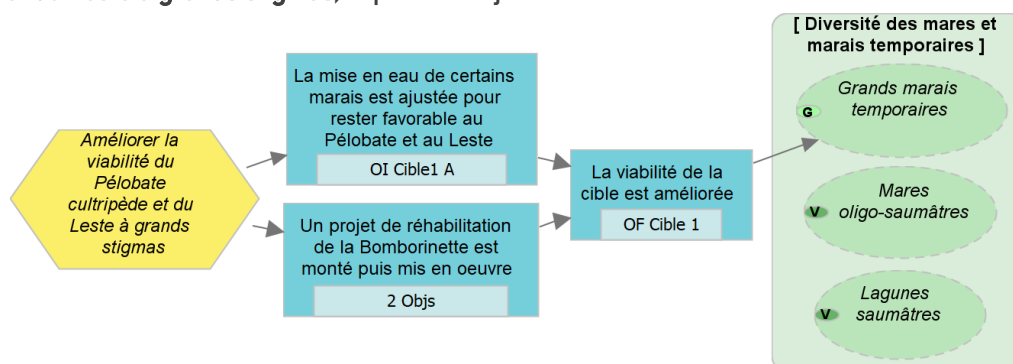 Améliorer la
viabilité du
Pélobate
cultripède et du
Leste à grands
stigmas
La mise en eau de certains
marais est ajustée pour
rester favorable au
Pélobate et au Leste
OI Cible1 A
Un projet de réhabilitation
de la Bomborinette est
monté puis mis en oeuvre
2 Objs
La viabilité de la
cible est améliorée
OF Cible 1
[ Diversité des mares et
marais temporaires ]
Grands marais
temporaires
G
Mares
oligo-saumâtres
V
Lagunes
saumâtres
V